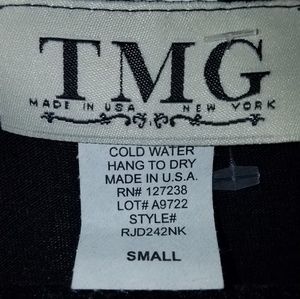 TMG
MADE IN USA NEW YORK
COLD WATER
HANG TO DRY
MADE IN U.S.A.
RN# 127238
LOT# A9722
STYLE#
RJD242NK
SMALL